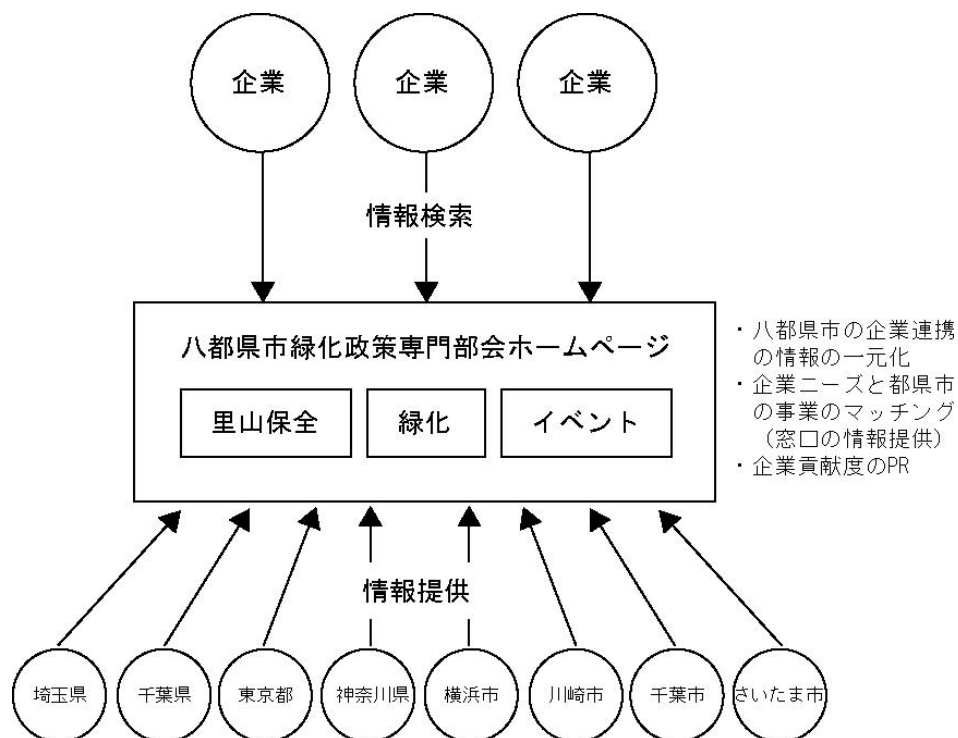 企業
企業
企業
情報検索
八都県市緑化政策専門部会ホームページ
里山保全
緑化
イベント
・八都県市の企業連携
の情報の一元化
・企業ニーズと都県市
の事業のマッチング
(窓口の情報提供)
・企業貢献度のPR
情報提供
埼玉県
千葉県
東京都
神奈川県
横浜市
川崎市
千葉市
さいたま市